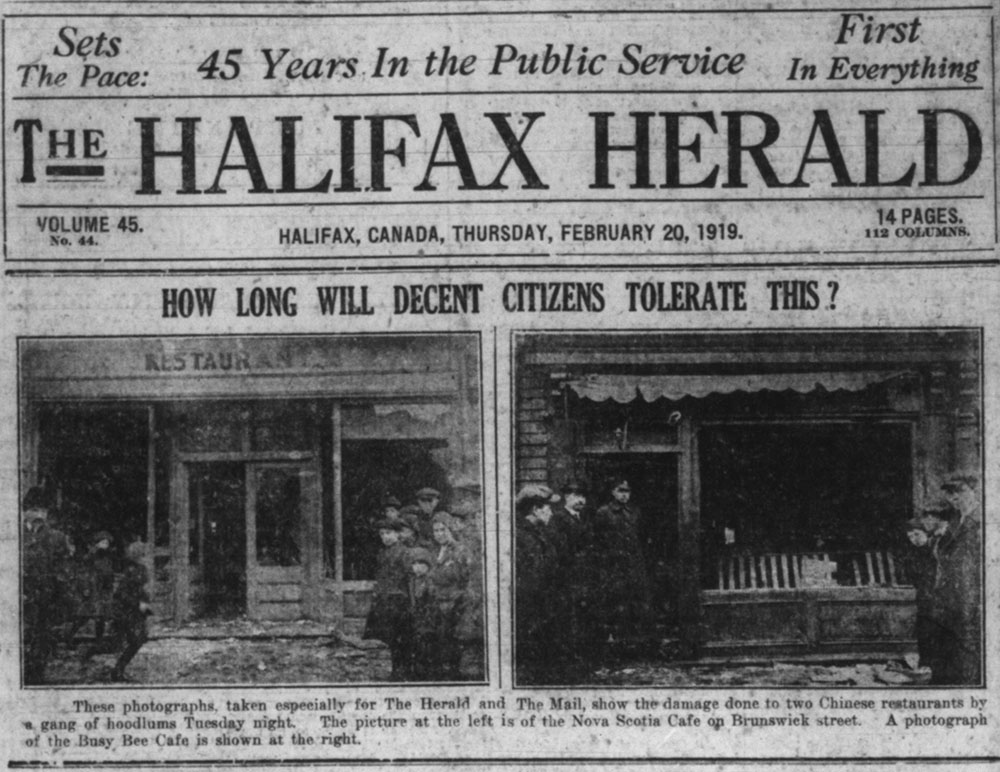 Sets
The Pace:
45 Years In the Public Service
First
In Everything
THE HALIFAX HERALD
VOLUME 45.
No. 44.
HALIFAX, CANADA, THURSDAY, FEBRUARY 20, 1919.
14 PAGES.
112 COLUMNS.
HOW LONG WILL DECENT CITIZENS TOLERATE THIS?
RESTAURANT
These photographs, taken especially for The Herald and The Mail, show the damage done to two Chinese restaurants by
a gang of hoodlums Tuesday night. The picture at the left is of the Nova Scotia Cafe on Brunswick street. A photograph
of the Busy Bee Cafe is shown at the right.